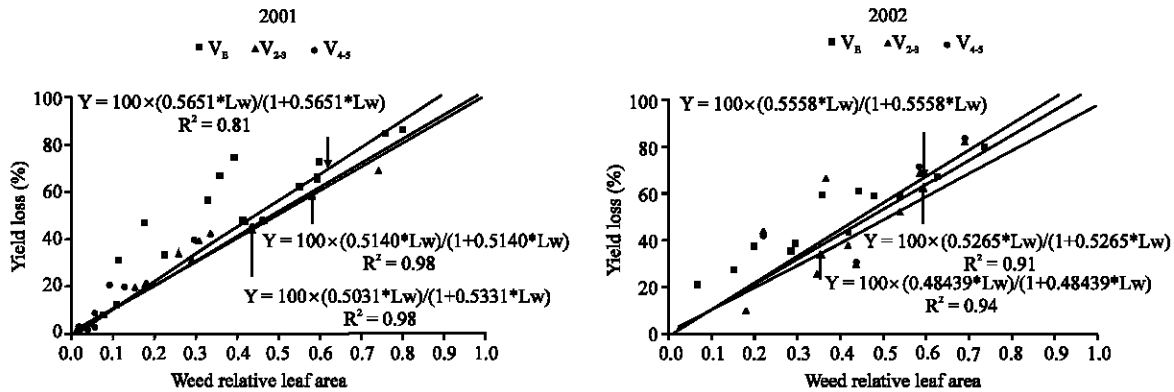 2001
V_E V_2-3 V_4-5
Y = 100×(0.5651*Lw)/(1+0.5651*Lw)
R² = 0.81
Y = 100×(0.5140*Lw)/(1+0.5140*Lw)
R² = 0.98
Y = 100×(0.5031*Lw)/(1+0.5331*Lw)
R² = 0.98
Yield loss (%)
100
80
60
40
20
0
0.0 0.1 0.2 0.3 0.4 0.5 0.6 0.7 0.8 1.0
Weed relative leaf area
2002
V_E V_2-3 V_4-5
Y = 100×(0.5558*Lw)/(1+0.5558*Lw)
Y = 100×(0.5265*Lw)/(1+0.5265*Lw)
R² = 0.91
Y = 100×(0.48439*Lw)/(1+0.48439*Lw)
R² = 0.94
Yield loss (%)
100
80
60
40
20
0
0.0 0.1 0.2 0.3 0.4 0.5 0.6 0.7 0.8 1.0
Weed relative leaf area